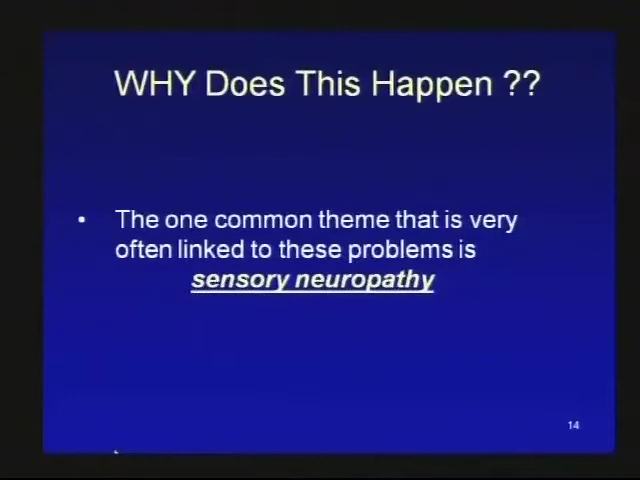 WHY Does This Happen ??
• The one common theme that is very
often linked to these problems is
sensory neuropathy
14